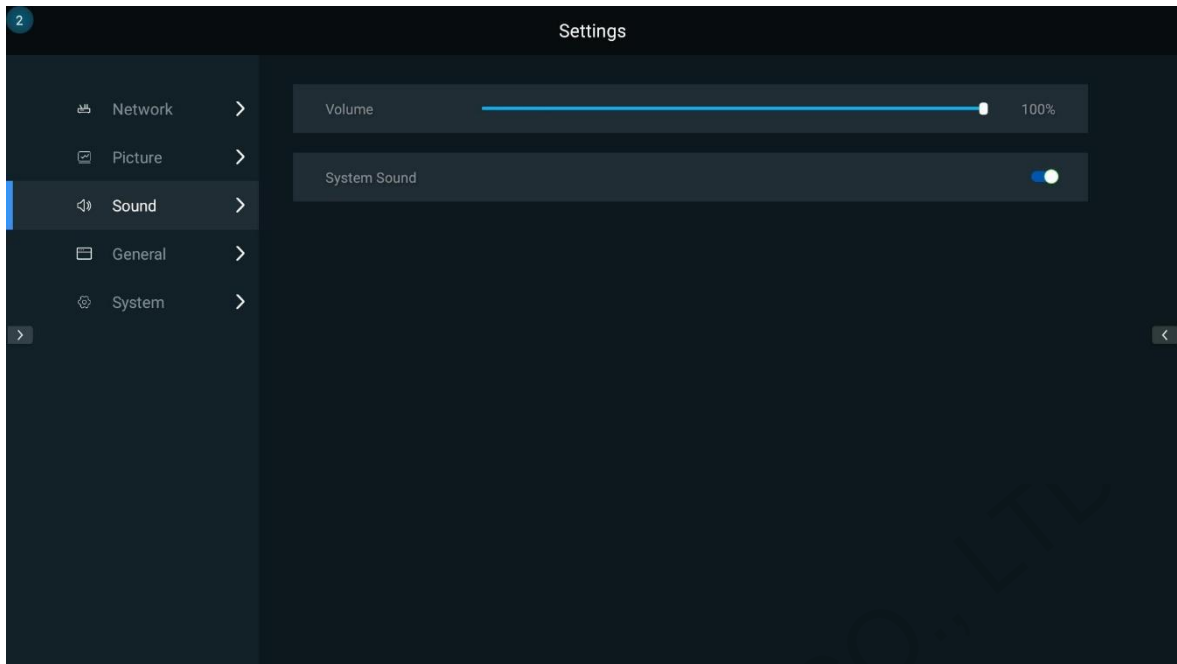 2
Settings
Network
Picture
Sound
General
System
Volume 100%
System Sound